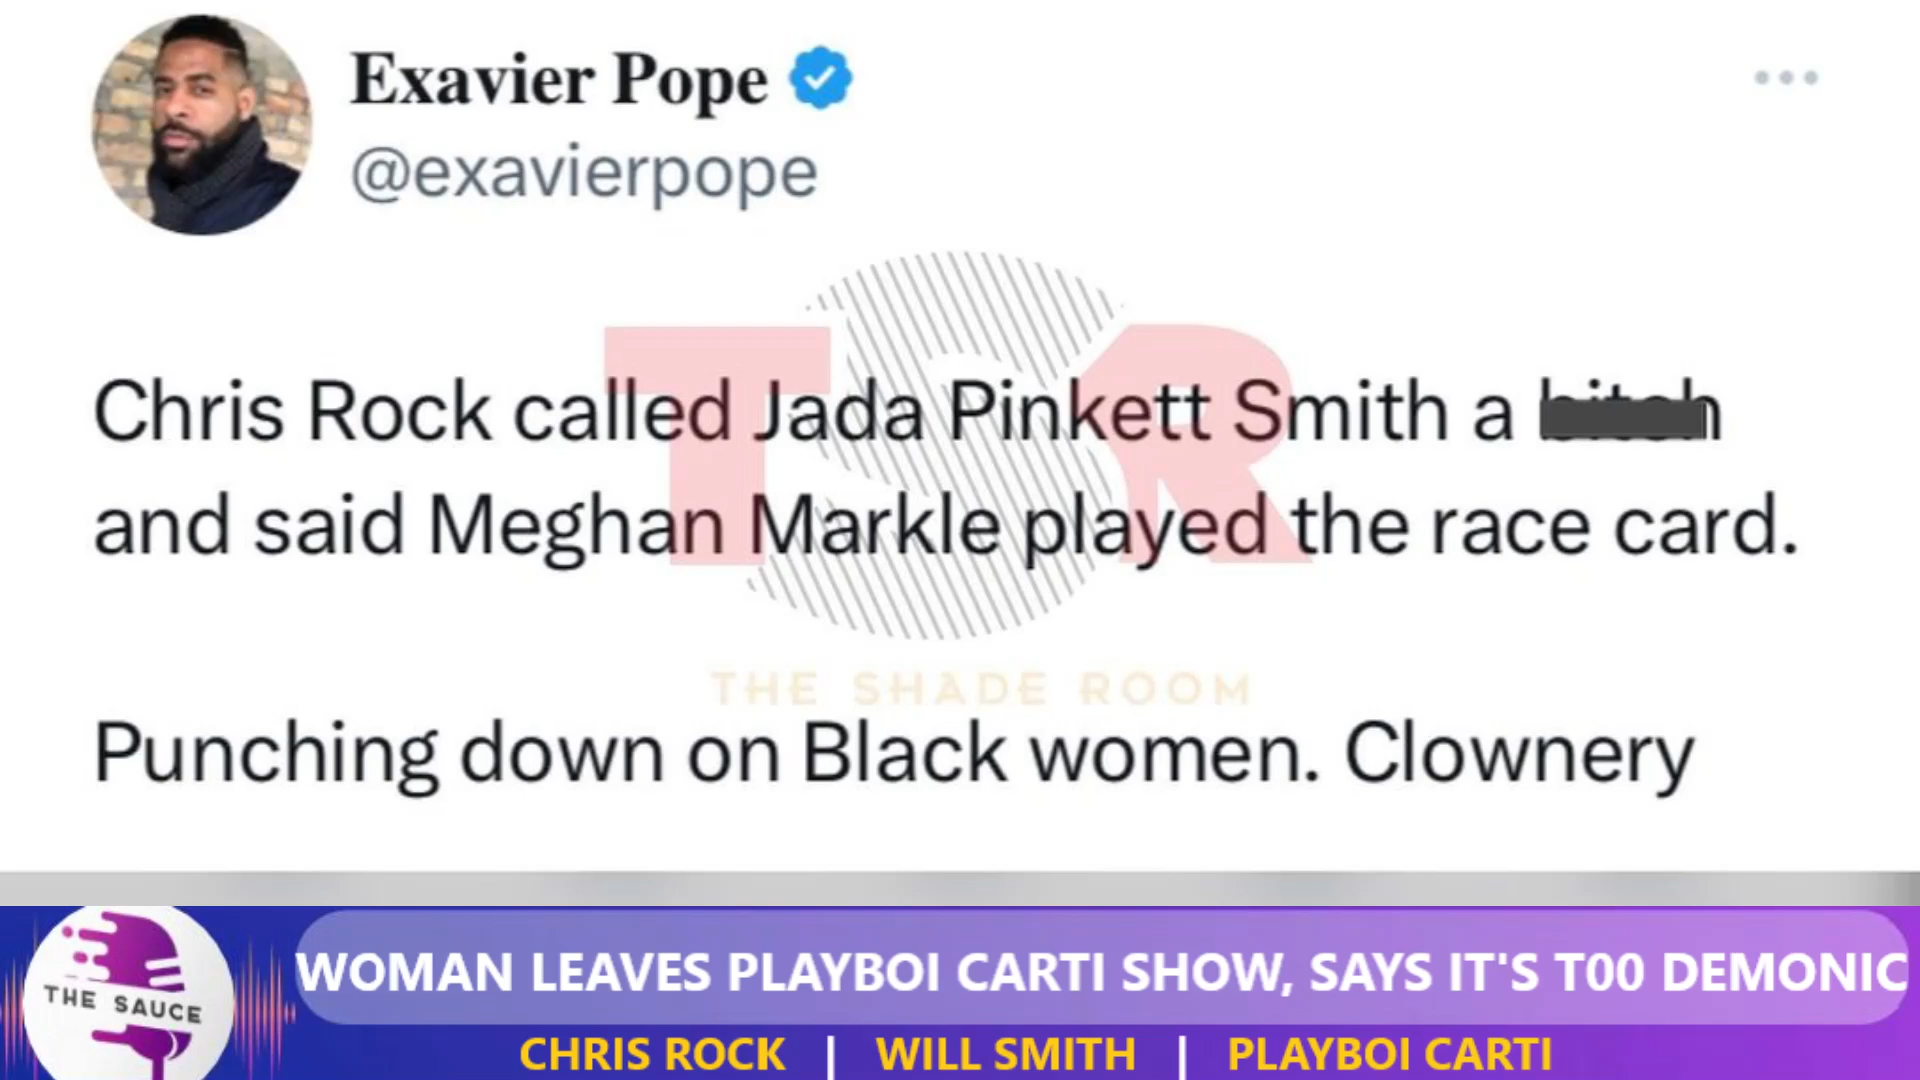 Exavier Pope
@exavierpope
Chris Rock called Jada Pinkett Smith a bitch
and said Meghan Markle played the race card.
TSR
THE SHADE ROOM
Punching down on Black women. Clownery
WOMAN LEAVES PLAYBOI CARTI SHOW, SAYS IT'S T00 DEMONIC
THE SAUCE
CHRIS ROCK | WILL SMITH | PLAYBOI CARTI